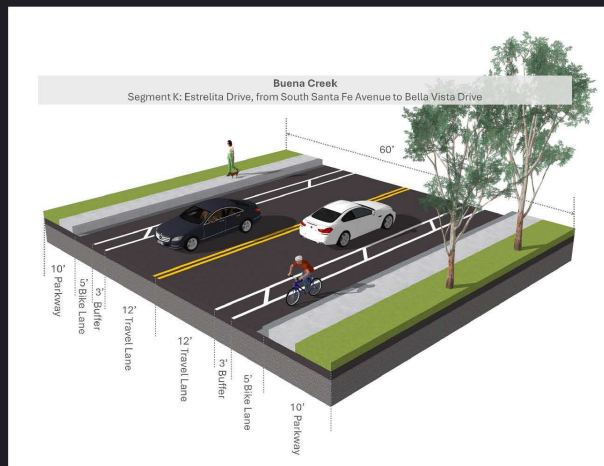 Buena Creek
Segment K: Estrelita Drive, from South Santa Fe Avenue to Bella Vista Drive
60'
10' Parkway
5' Bike Lane
3' Buffer
12' Travel Lane
12' Travel Lane
3' Buffer
5' Bike Lane
10' Parkway